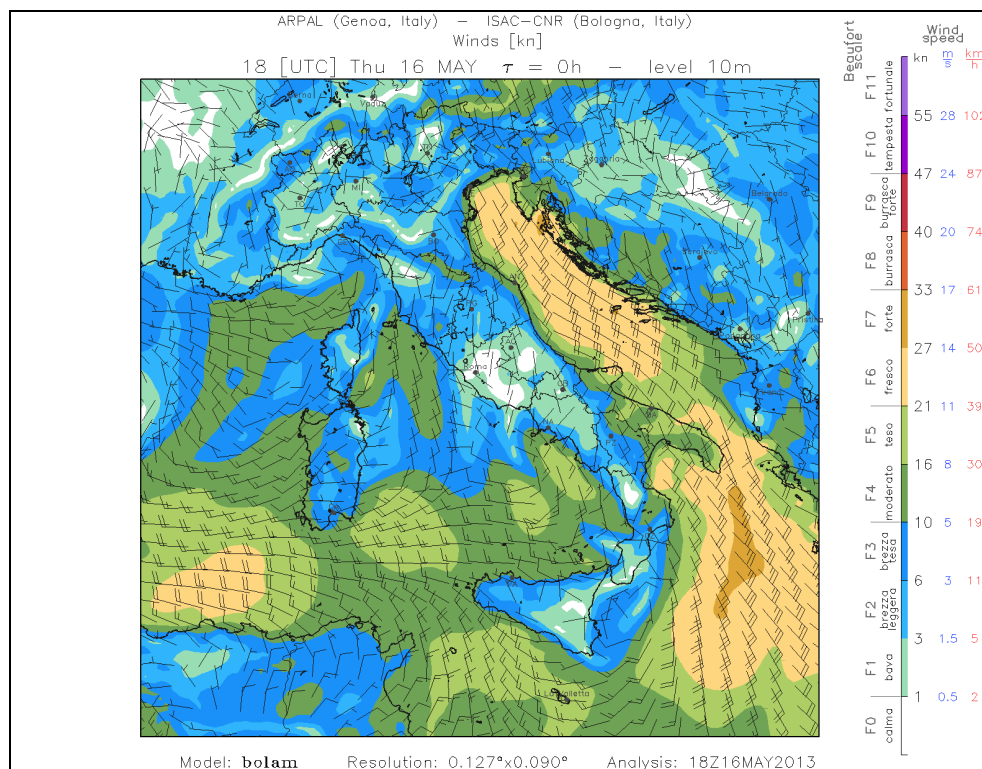 ARPAL (Genoa, Italy) – ISAC-CNR (Bologna, Italy)
Winds [kn]
18 [UTC] Thu 16 MAY τ = 0h – level 10m
Beaufort scale
Wind speed
kn
m/s
km/h
F11 fortunale
55 28 102
F10 tempesta
47 24 87
F9 burrasca forte
40 20 74
F8 burrasca
33 17 61
F7 forte
27 14 50
F6 fresco
21 11 39
F5 teso
16 8 30
F4 moderato
10 5 19
F3 brezza tesa
6 3 11
F2 brezza leggera
3 1.5 5
F1 bava
1 0.5 2
F0 calma
Vaduz
MI
TO
Belgrado
Roma
La Valletta
Model: bolam Resolution: 0.127°x0.090° Analysis: 18Z16MAY2013